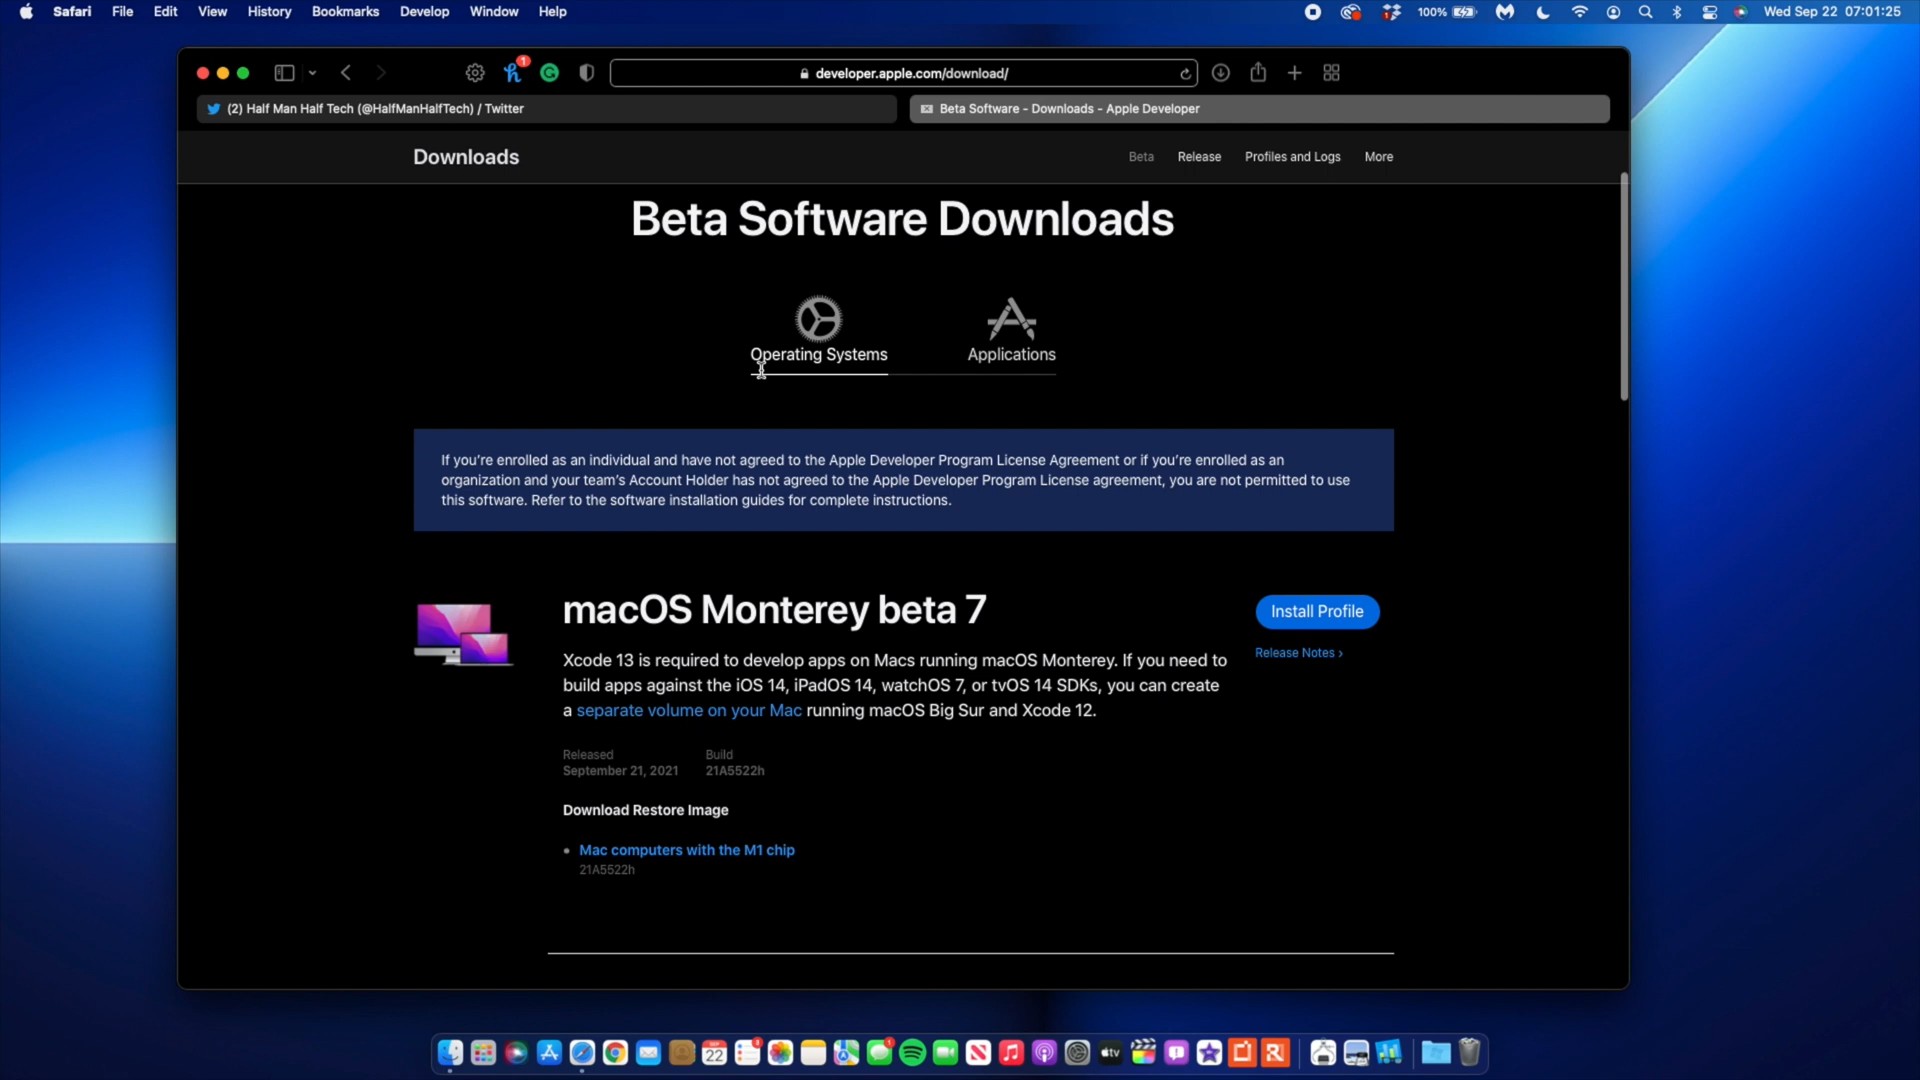 Safari File Edit View History Bookmarks Develop Window Help
100% Wed Sep 22 07:01:25
1
developer.apple.com/download/
(2) Half Man Half Tech (@HalfManHalfTech) / Twitter
Beta Software - Downloads - Apple Developer
Downloads
Beta Release Profiles and Logs More
Beta Software Downloads
Operating Systems
Applications
If you're enrolled as an individual and have not agreed to the Apple Developer Program License Agreement or if you're enrolled as an
organization and your team's Account Holder has not agreed to the Apple Developer Program License agreement, you are not permitted to use
this software. Refer to the software installation guides for complete instructions.
macOS Monterey beta 7
Install Profile
Release Notes ›
Xcode 13 is required to develop apps on Macs running macOS Monterey. If you need to
build apps against the iOS 14, iPadOS 14, watchOS 7, or tvOS 14 SDKs, you can create
a separate volume on your Mac running macOS Big Sur and Xcode 12.
Released Build
September 21, 2021 21A5522h
Download Restore Image
Mac computers with the M1 chip
21A5522h
22
tv